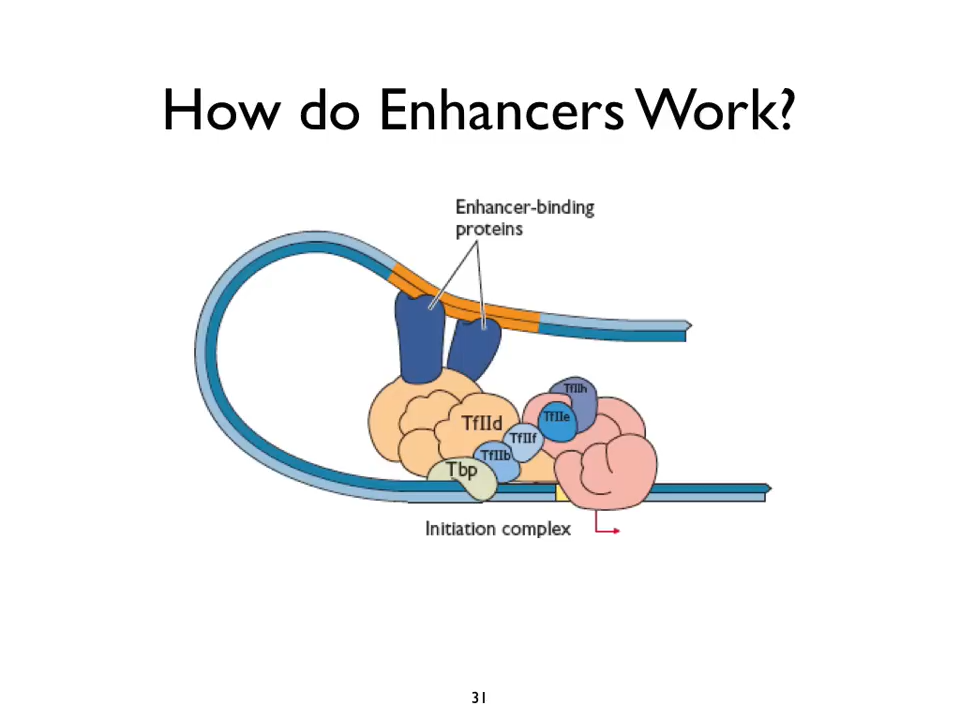 How do Enhancers Work?
Enhancer-binding
proteins
TfIIh
TfIIe
TfIId
TfIIf
TfIIb
Tbp
Initiation complex
31